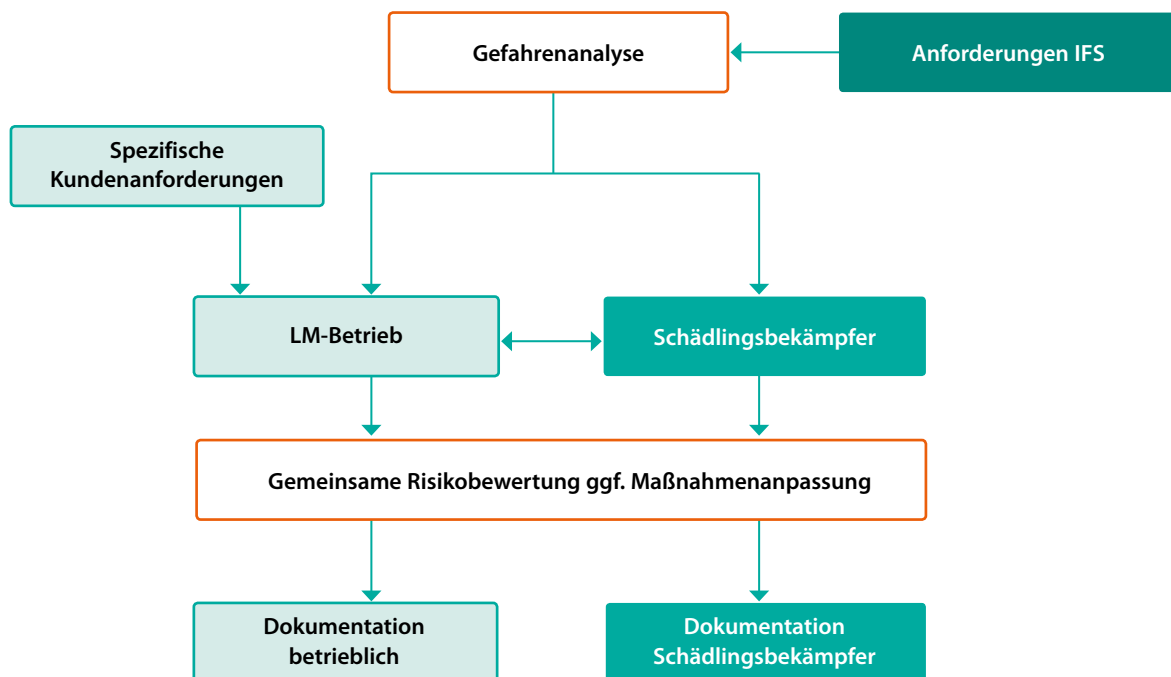 Gefahrenanalyse
Anforderungen IFS
Spezifische
Kundenanforderungen
LM-Betrieb
Schädlingsbekämpfer
Gemeinsame Risikobewertung ggf. Maßnahmenanpassung
Dokumentation
betrieblich
Dokumentation
Schädlingsbekämpfer